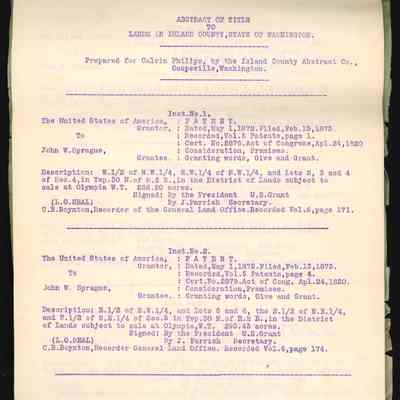 ABSTRACT OF TITLE
TO
LANDS IN ISLAND COUNTY, STATE OF WASHINGTON.
Prepared for Calvin Philips, by the Island County Abstract Co.,
Coupeville, Washington.
Inst.No.1.
The United States of America, : P A T E N T.
Grantor, : Dated, May 1, 1872. Filed, Feb. 13, 1873
To : Recorded, Vol.5 Patents, page 1.
: Cert. No.2878. Act of Congress, Apl. 24, 1820
John W. Sprague, : Consideration, Premises.
Grantee. : Granting words, Give and Grant.
Description: W.1/2 of N.W.1/4, S.W.1/4 of N.W.1/4, and Lots 2, 3 and 4
of Sec.4, in Twp.30 N. of R.2 E., in the District of Lands subject to
sale at Olympia W.T. acres.
Signed: By the President U.S.Grant
(L.O.SEAL) By J. Parrish Secretary.
C.B.Boynton, Recorder of the General Land Office. Recorded Vol.6, page 171.
Inst.No.2.
The United States of America, : P A T E N T.
Grantor, : Dated, May 1, 1872. Filed, Feb. 13, 1873.
To : Recorded, Vol.5 Patents, page 4.
: Cert.No.2879. Act of Cong. Apl. 24, 1820.
John W. Sprague, : Consideration, Premises.
Grantee. : Granting words, Give and Grant.
Description: E.1/2 of S.W.1/4, and Lots 5 and 6, the S.1/2 of N.E.1/4,
and W.1/2 of S.E.1/4 of Sec.5 in Twp.30 N. of R.2 E., in the District
of Lands subject to sale at Olympia, W.T. 290.45 acres.
Signed: By the President U.S.Grant
(L.O.SEAL) By J. Parrish Secretary.
C.B.Boynton, Recorder General Land Office. Recorded Vol.6, page 174.